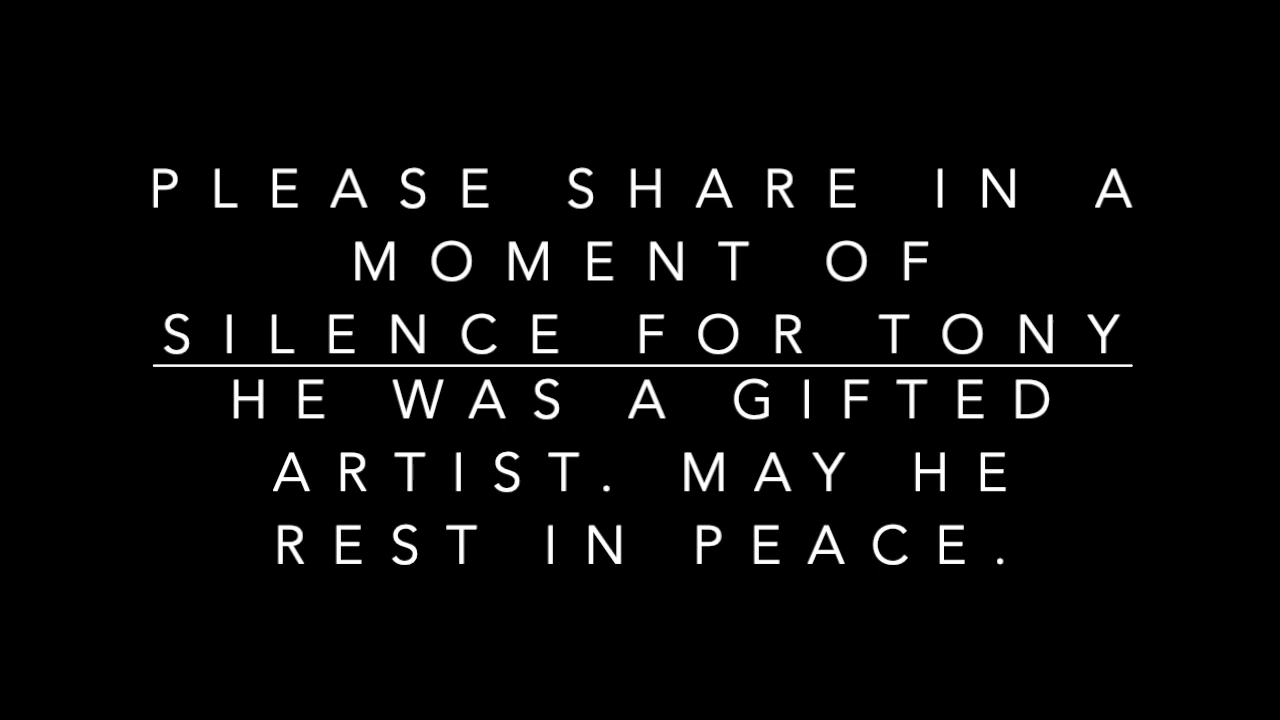 PLEASE SHARE IN A
MOMENT OF
SILENCE FOR TONY
HE WAS A GIFTED
ARTIST. MAY HE
REST IN PEACE.